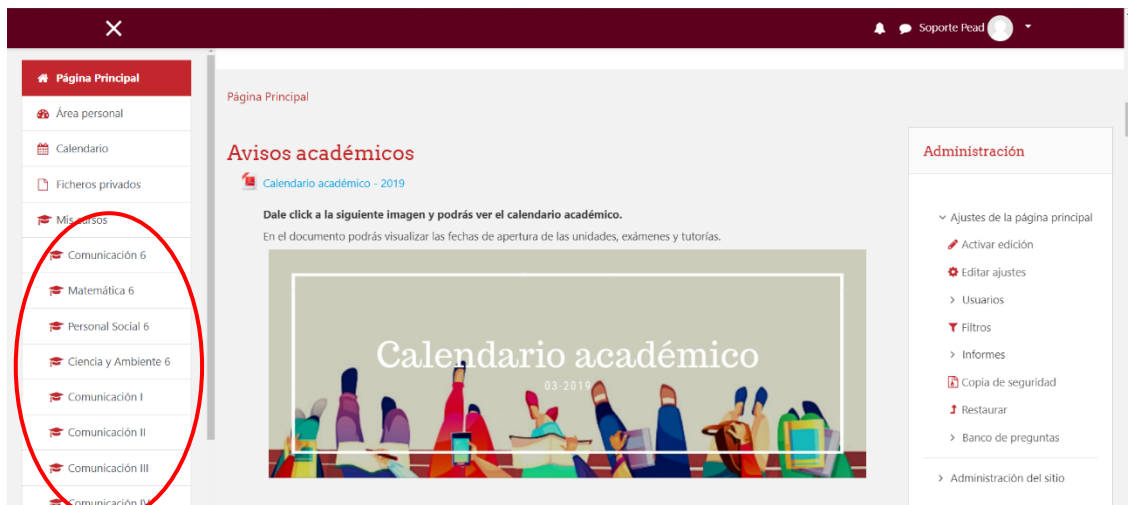 Soporte Pead
Página Principal
Área personal
Calendario
Ficheros privados
Mis cursos
Comunicación 6
Matemática 6
Personal Social 6
Ciencia y Ambiente 6
Comunicación I
Comunicación II
Comunicación III
Comunicación IV
Página Principal
Avisos académicos
Calendario académico - 2019
Dale click a la siguiente imagen y podrás ver el calendario académico.
En el documento podrás visualizar las fechas de apertura de las unidades, exámenes y tutorías.
Calendario académico
03-2019
Administración
Ajustes de la página principal
Activar edición
Editar ajustes
Usuarios
Filtros
Informes
Copia de seguridad
Restaurar
Banco de preguntas
Administración del sitio